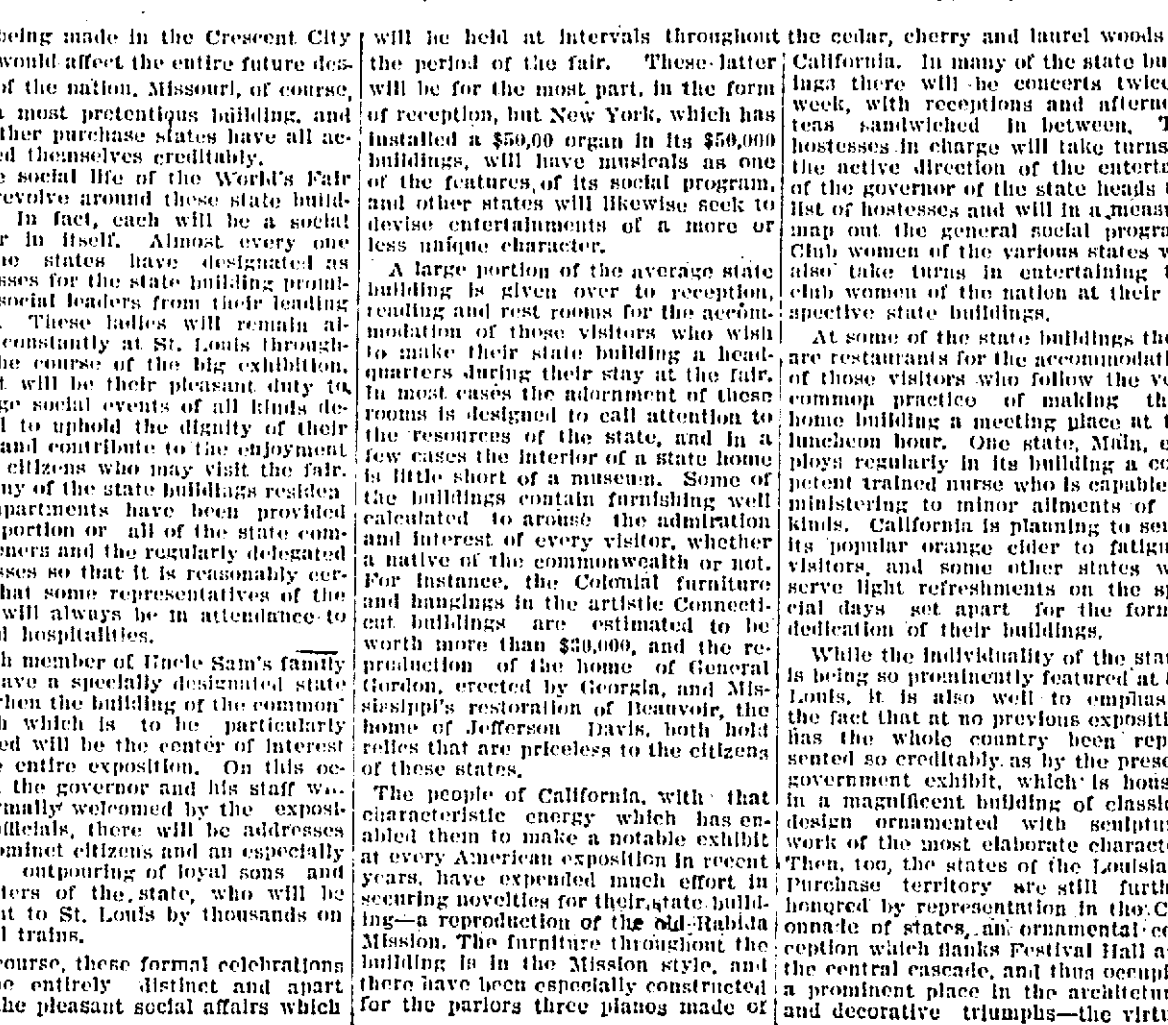 being made in the Crescent City
would affect the entire future des-
of the nation. Missouri, of course,
most pretentious building, and
ther purchase states have all ac-
ed themselves creditably.
e social life of the World's Fair
revolve around these state build-
In fact, each will be a social
r in itself. Almost every one
he states have designated as
sses for the state building promi-
social leaders from their leading
. These ladies will remain al-
constantly at St. Louis through-
he course of the big exhibition.
t will be their pleasant duty to
ge social events of all kinds de-
d to uphold the dignity of their
and contribute to the enjoyment
citizens who may visit the fair.
ny of the state buildings residen
partments have been provided
portion or all of the state com-
ners and the regularly delegated
sses so that it is reasonably cer-
hat some representatives of the
will always be in attendance to
d hospitalities.
h member of Uncle Sam's family
ave a specially designated state
hen the building of the common
h which is to be particularly
ed will be the center of interest
e entire exposition. On this oc-
the governor and his staff
rmally welcomed by the exposi-
officials, there will be addresses
ominet citizens and an especially
outpouring of loyal sons and
ters of the state, who will be
ht to St. Louis by thousands on
l trains.
course, these formal celebrations
e entirely distinct and apart
the pleasant social affairs which
will be held at intervals throughout
the period of the fair. These latter
will be for the most part, in the form
of reception, but New York, which has
installed a $50,00 organ in its $50,000
buildings, will have musicals as one
of the features of its social program,
and other states will likewise seek to
devise entertainments of a more or
less unique character.
A large portion of the average state
building is given over to reception,
reading and rest rooms for the accom-
modation of those visitors who wish
to make their state building a head-
quarters during their stay at the fair.
In most cases the adornment of these
rooms is designed to call attention to
the resources of the state, and in a
few cases the interior of a state home
is little short of a museum. Some of
the buildings contain furnishing well
calculated to arouse the admiration
and interest of every visitor, whether
a native of the commonwealth or not.
For instance, the Colonial furniture
and hangings in the artistic Connecti-
cut buildings are estimated to be
worth more than $30,000, and the re-
production of the home of General
Gordon, erected by Georgia, and Mis-
sissippi's restoration of Beauvoir, the
home of Jefferson Davis, both hold
relics that are priceless to the citizens
of these states.
The people of California, with that
characteristic energy which has en-
abled them to make a notable exhibit
at every American exposition in recent
years, have expended much effort in
securing novelties for their state build-
ing—a reproduction of the old Rabida
Mission. The furniture throughout the
building is in the Mission style, and
there have been especially constructed
for the parlors three pianos made of
the cedar, cherry and laurel woods
California. In many of the state bu
ings there will be concerts twice
week, with receptions and afterno
teas sandwiched in between. T
hostesses in charge will take turns
the active direction of the enterta
of the governor of the state heads t
list of hostesses and will in a measu
map out the general social progra
Club women of the various states w
also take turns in entertaining t
club women of the nation at their
spective state buildings.
At some of the state buildings the
are restaurants for the accommodati
of those visitors who follow the ve
common practice of making th
home building a meeting place at t
luncheon hour. One state, Main, e
ploys regularly in its building a co
petent trained nurse who is capable
ministering to minor ailments of
kinds. California is planning to ser
its popular orange cider to fatigu
visitors, and some other states w
serve light refreshments on the sp
cial days set apart for the form
dedication of their buildings.
While the individuality of the stat
is being so prominently featured at S
Louis, it is also well to emphas
the fact that at no previous expositi
has the whole country been rep
sented so creditably as by the prese
government exhibit, which is hous
in a magnificent building of classic
design ornamented with sculptur
work of the most elaborate characte
Then, too, the states of the Louisia
Purchase territory are still furth
honored by representation in the C
onnade of states, an ornamental co
ception which flanks Festival Hall a
the central cascade, and thus occupi
a prominent place in the architetur
and decorative triumphs—the virtu